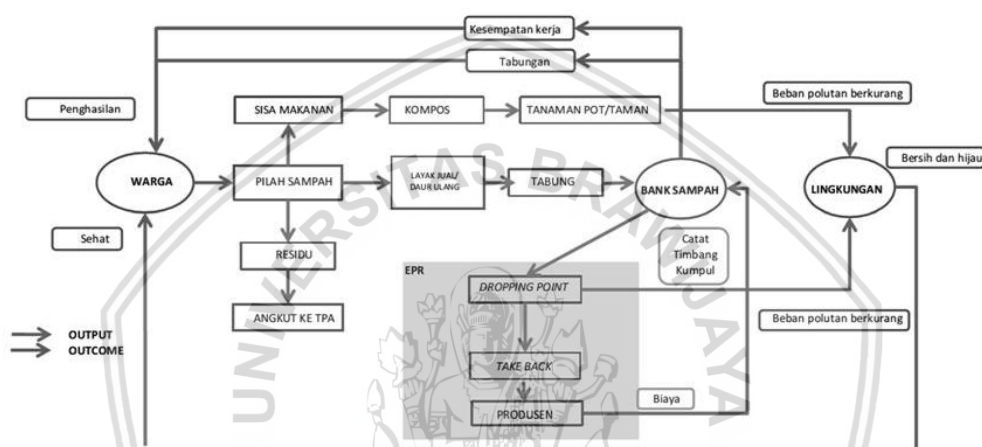 Kesempatan kerja
Tabungan
Penghasilan
SISA MAKANAN
KOMPOS
TANAMAN POT/TAMAN
Beban polutan berkurang
Bersih dan hijau
WARGA
PILAH SAMPAH
LAYAK JUAL/
DAUR ULANG
TABUNG
BANK SAMPAH
LINGKUNGAN
Sehat
RESIDU
Catat
Timbang
Kumpul
EPR
DROPPING POINT
ANGKUT KE TPA
Beban polutan berkurang
OUTPUT
OUTCOME
TAKE BACK
PRODUSEN
Biaya
UNIVERSITAS BRAWIJAYA